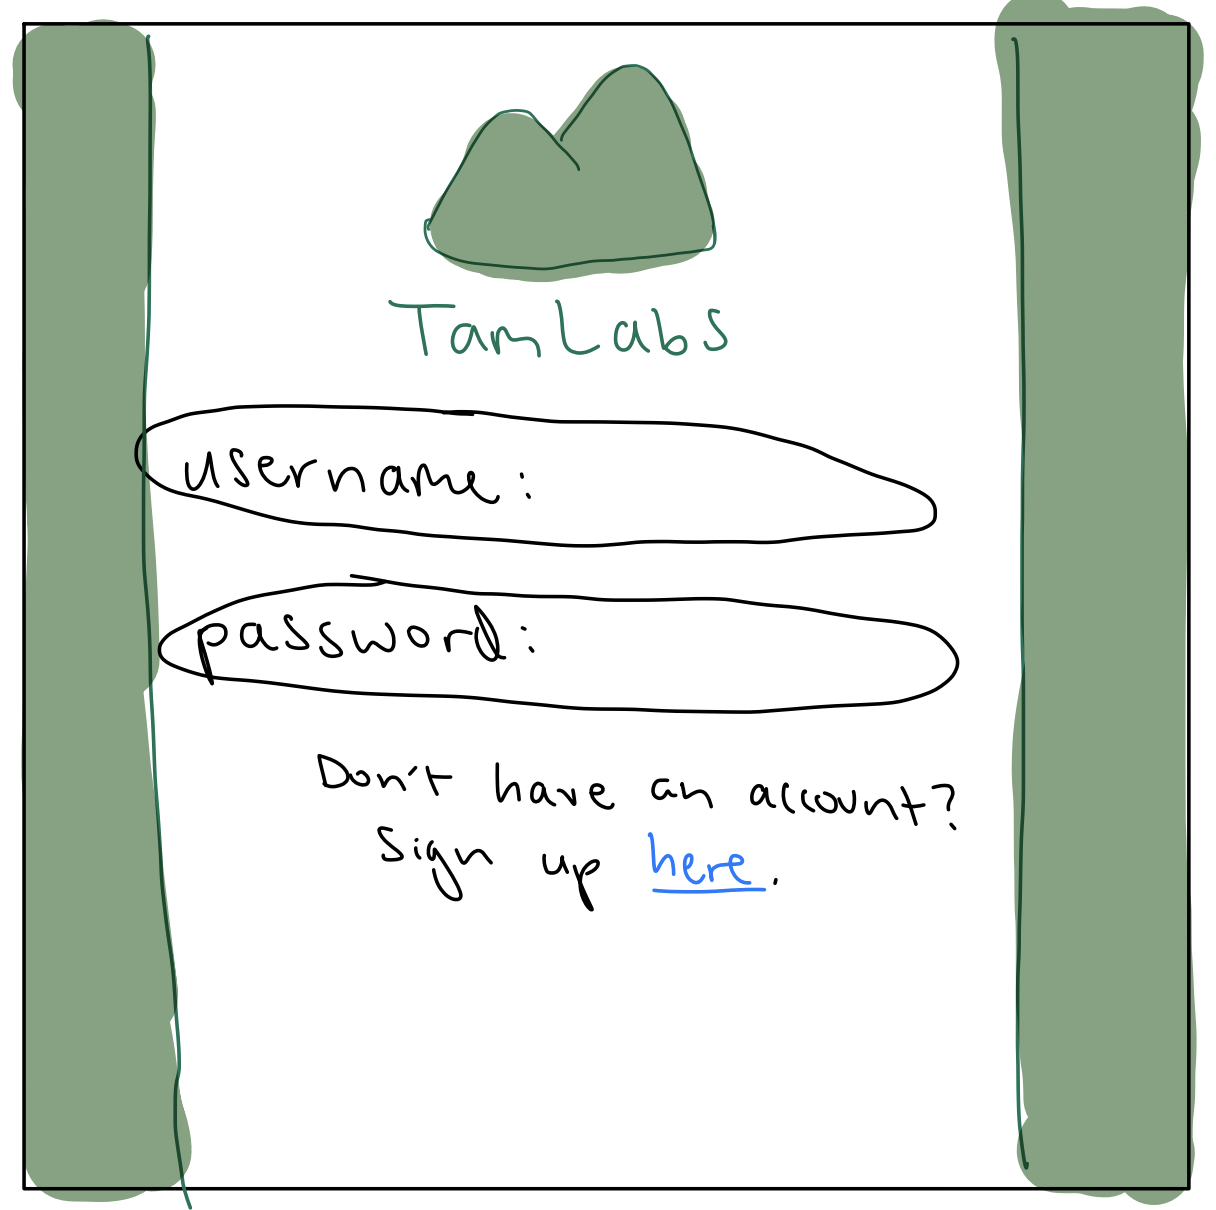 TamLabs
username:
password:
Don't have an account?
Sign up here.